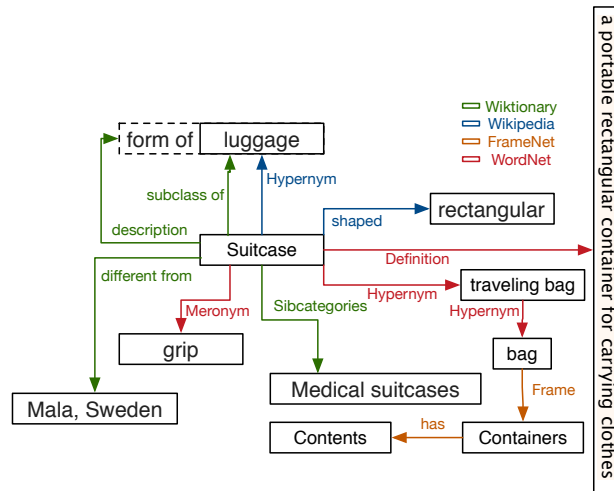 a portable rectangular container for carrying clothes
Wiktionary
Wikipedia
FrameNet
WordNet
form of
luggage
Hypernym
subclass of
rectangular
shaped
description
Suitcase
Definition
different from
traveling bag
Hypernym
Meronym
Sibcategories
Hypernym
grip
bag
Medical suitcases
Frame
Mala, Sweden
Contents
has
Containers